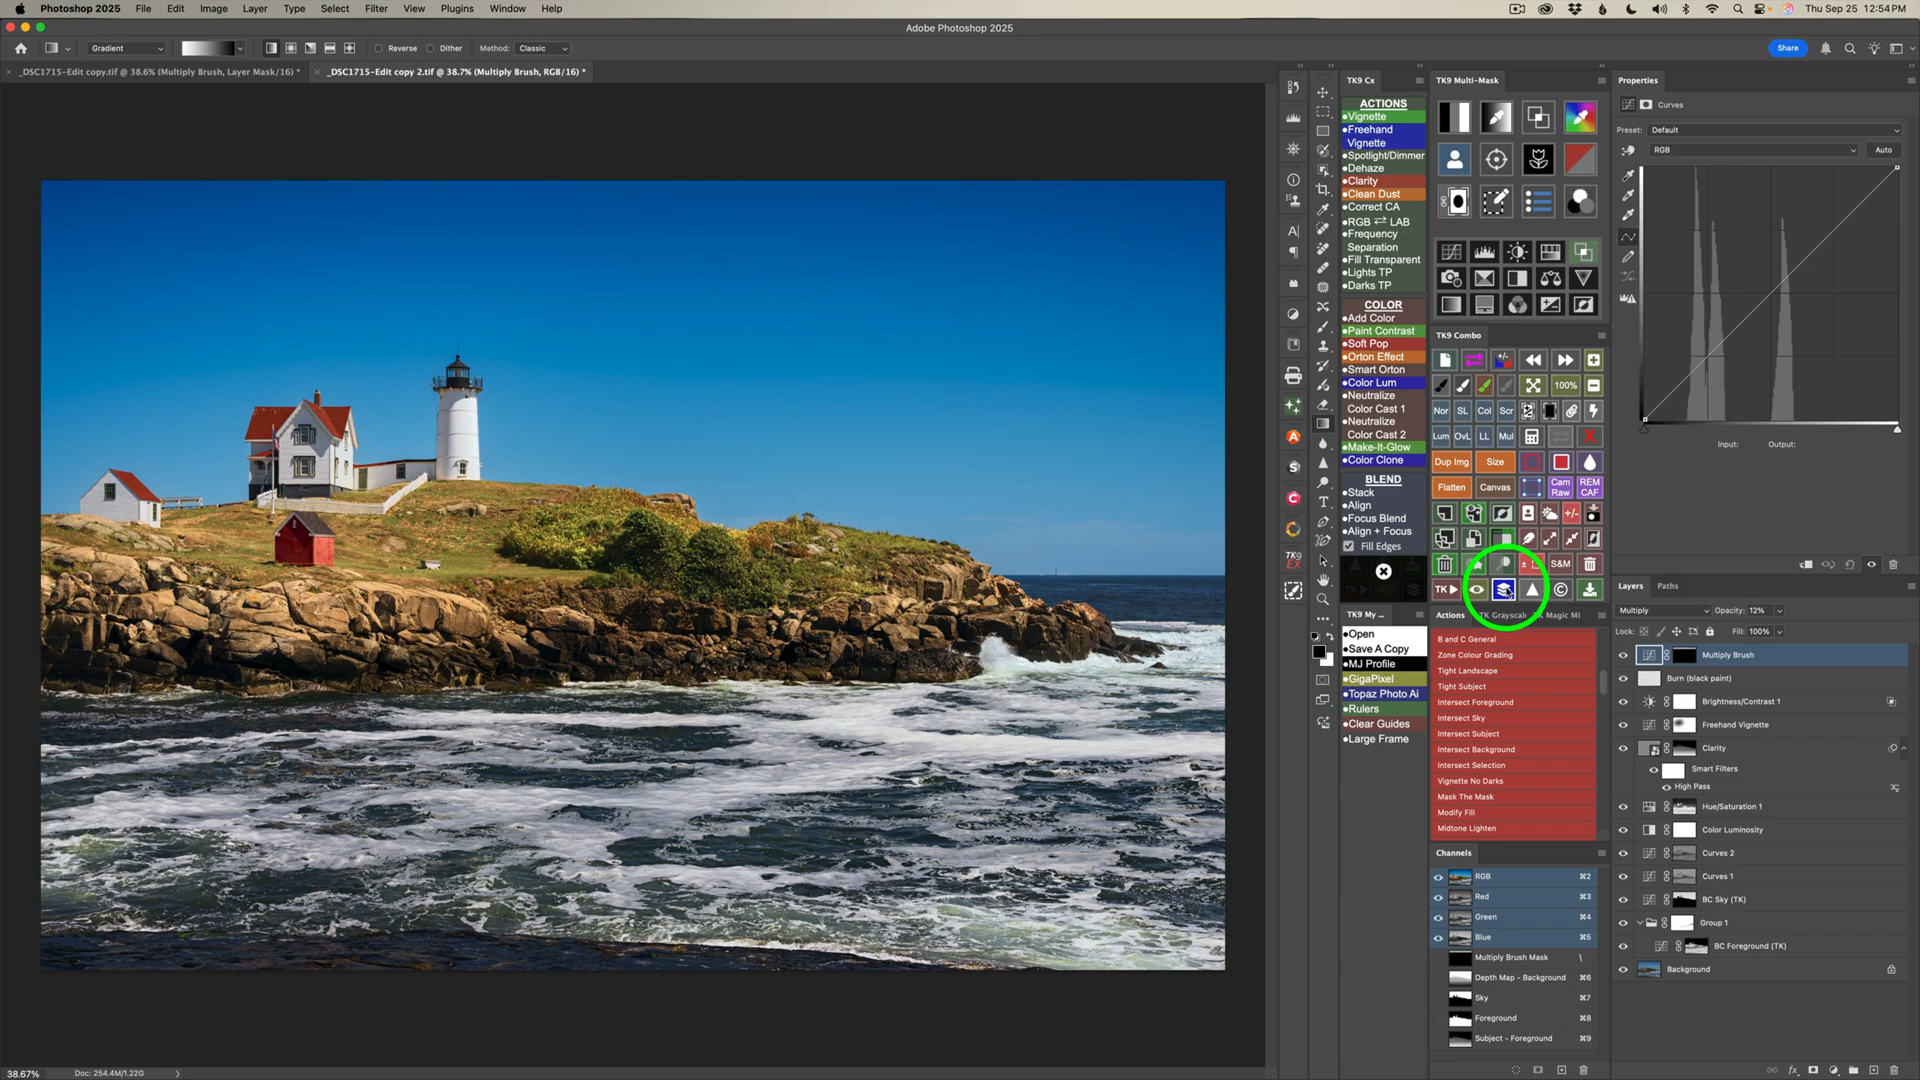 Photoshop 2025 File Edit Image Layer Type Select Filter View Plugins Window Help Thu Sep 25 12:54 PM
Adobe Photoshop 2025
Gradient Reverse Dither Method: Classic Share
_DSC1715-Edit copy.tif @ 38.6% (Multiply Brush, Layer Mask/16) * _DSC1715-Edit copy 2.tif @ 38.7% (Multiply Brush, RGB/16) *
TK9 Cx
ACTIONS
Vignette
Freehand
Vignette
Spotlight/Dimmer
Dehaze
Clarity
Clean Dust
Correct CA
RGB ⇄ LAB
Frequency
Separation
Fill Transparent
Lights TP
Darks TP
COLOR
Add Color
Paint Contrast
Soft Pop
Orton Effect
Smart Orton
Color Lum
Neutralize
Color Cast 1
Neutralize
Color Cast 2
Make-It-Glow
Color Clone
BLEND
Stack
Align
Focus Blend
Align + Focus
Fill Edges
TK9 My ...
Open
Save A Copy
MJ Profile
GigaPixel
Topaz Photo Ai
Rulers
Clear Guides
Large Frame
TK9 Multi-Mask
TK9 Combo
100%
Nor SL Col Scr
Lum OvL LL Mul
Dup Img Size
Flatten Canvas Cam Raw REM CAF
S&M
TK
Actions TK Grayscal TK Magic Mi
B and C General
Zone Colour Grading
Tight Landscape
Tight Subject
Intersect Foreground
Intersect Sky
Intersect Subject
Intersect Background
Intersect Selection
Vignette No Darks
Mask The Mask
Modify Fill
Midtone Lighten
Channels
RGB ⌘2
Red ⌘3
Green ⌘4
Blue ⌘5
Multiply Brush Mask \
Depth Map - Background ⌘6
Sky ⌘7
Foreground ⌘8
Subject - Foreground ⌘9
Properties
Curves
Preset: Default
RGB Auto
Input: Output:
Layers Paths
Multiply Opacity: 12%
Lock: Fill: 100%
Multiply Brush
Burn (black paint)
Brightness/Contrast 1
Freehand Vignette
Clarity
Smart Filters
High Pass
Hue/Saturation 1
Color Luminosity
Curves 2
Curves 1
BC Sky (TK)
Group 1
BC Foreground (TK)
Background
38.67% Doc: 254.4M/1.22G